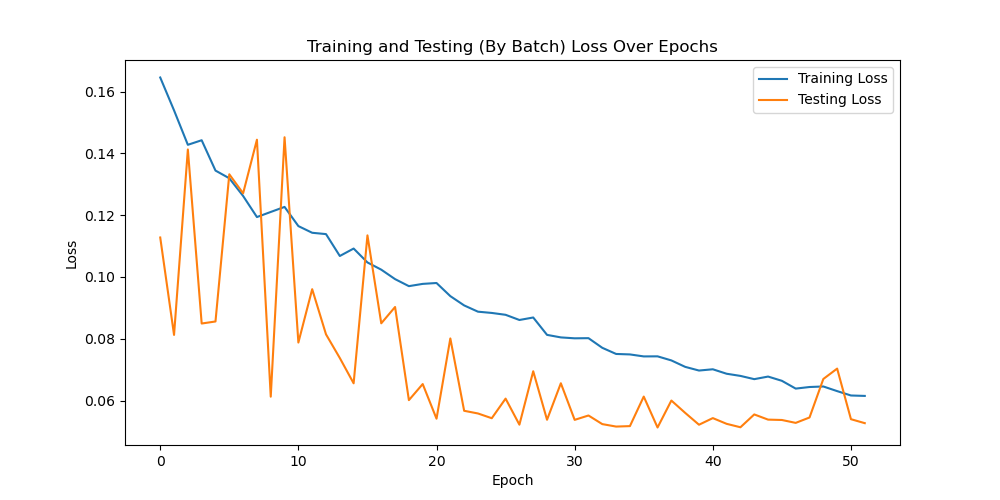 Training and Testing (By Batch) Loss Over Epochs
Training Loss
Testing Loss
0.16
0.14
0.12
0.10
0.08
0.06
Loss
0 10 20 30 40 50
Epoch